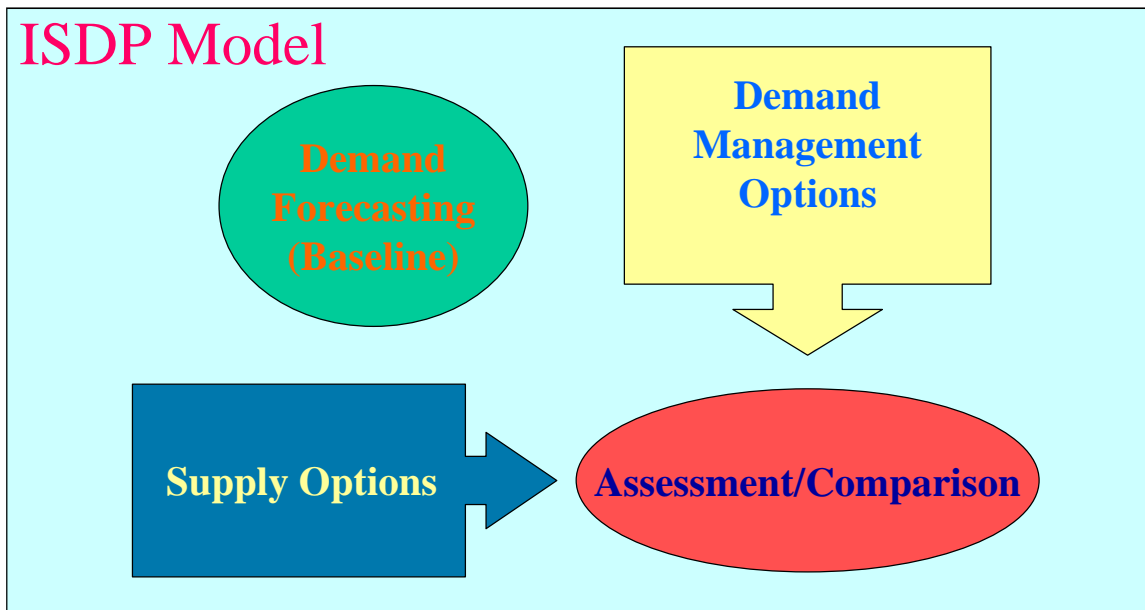 ISDP Model
Demand
Forecasting
(Baseline)
Demand
Management
Options
Supply Options
Assessment/Comparison